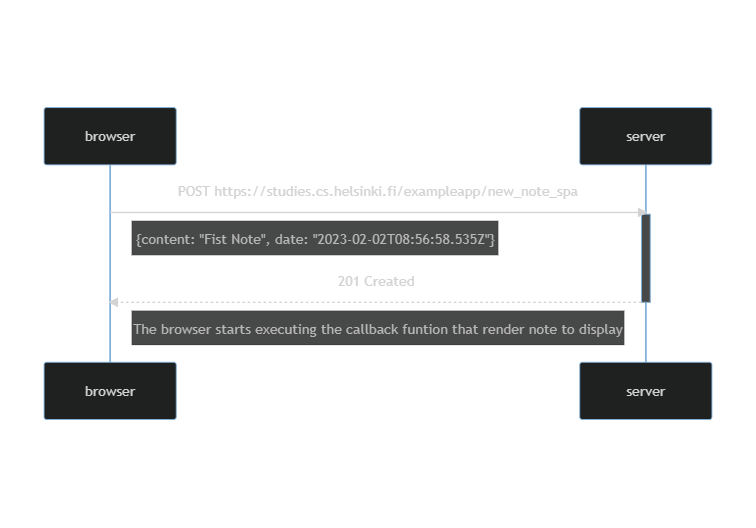 browser
server
POST https://studies.cs.helsinki.fi/exampleapp/new_note_spa
{content: "Fist Note", date: "2023-02-02T08:56:58.535Z"}
201 Created
The browser starts executing the callback funtion that render note to display
browser
server